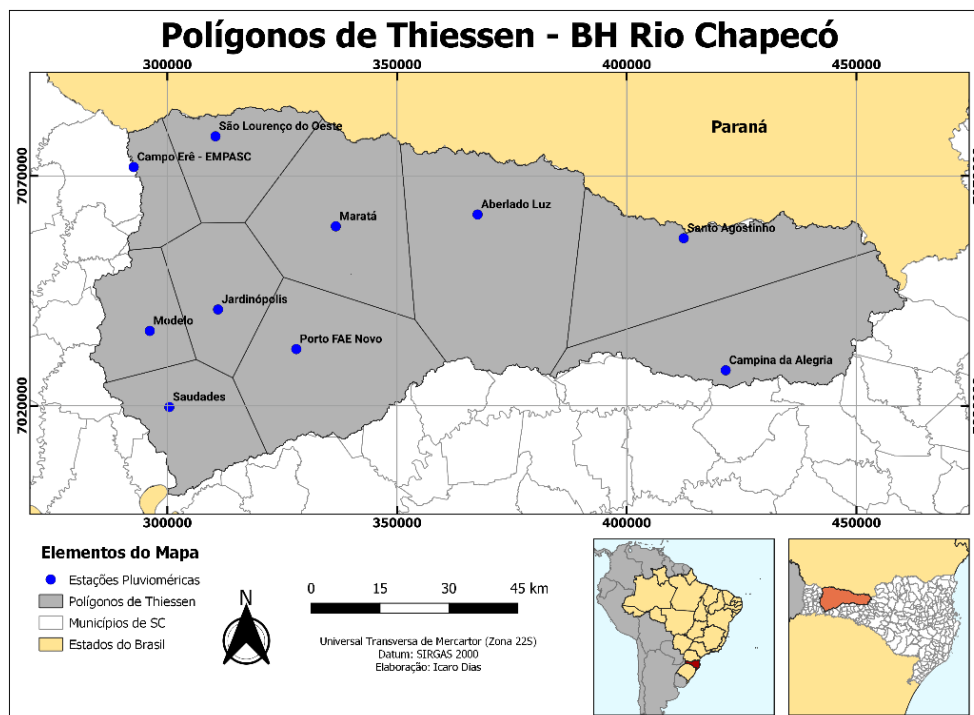 Polígonos de Thiessen - BH Rio Chapecó
300000
350000
400000
450000
São Lourenço do Oeste
Paraná
Campo Erê - EMPASC
7070000
Aberlado Luz
Maratá
Santo Agostinho
Jardinópolis
Modelo
Porto FAE Novo
Campina da Alegria
Saudades
7020000
300000
350000
400000
450000
Elementos do Mapa
Estações Pluvioméricas
Polígonos de Thiessen
Municípios de SC
Estados do Brasil
N
0
15
30
45 km
Universal Transversa de Mercartor (Zona 22S)
Datum: SIRGAS 2000
Elaboração: Icaro Dias